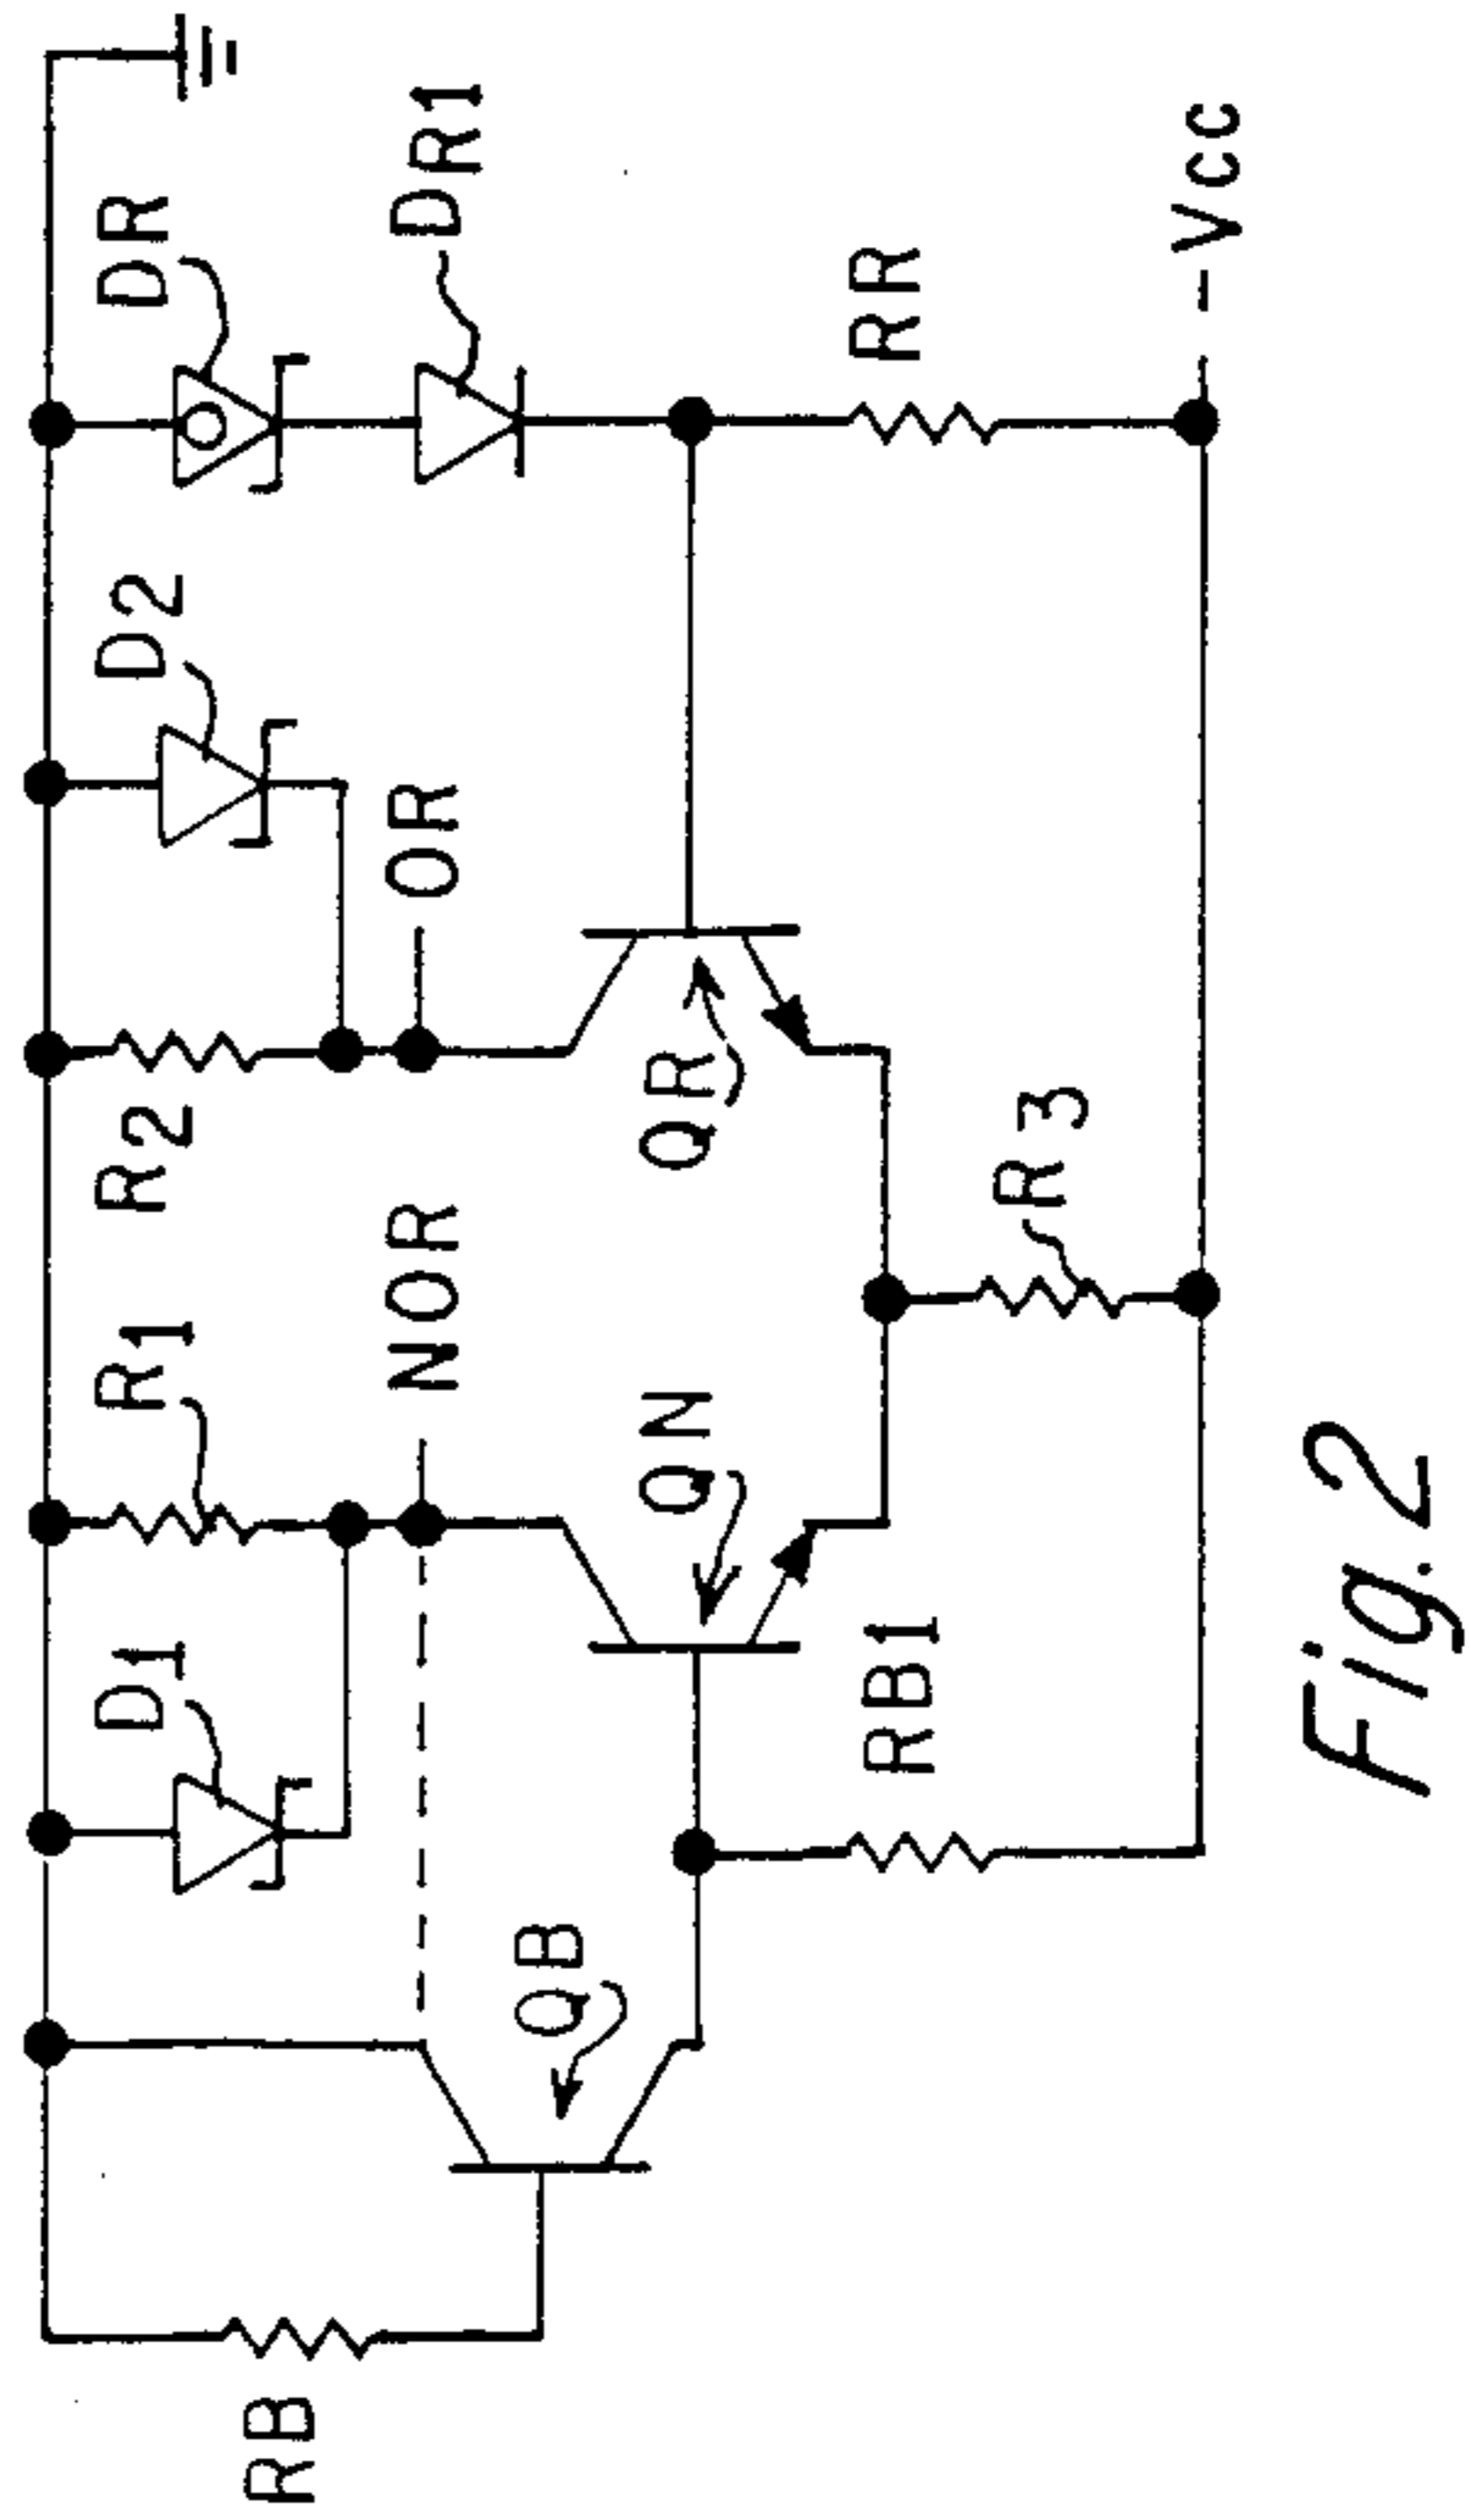 DR
DR1
D2
OR
RR
- Vcc
R2
QR
R3
R1
NOR
QN
D1
RB1
QB
RB
Fig. 2